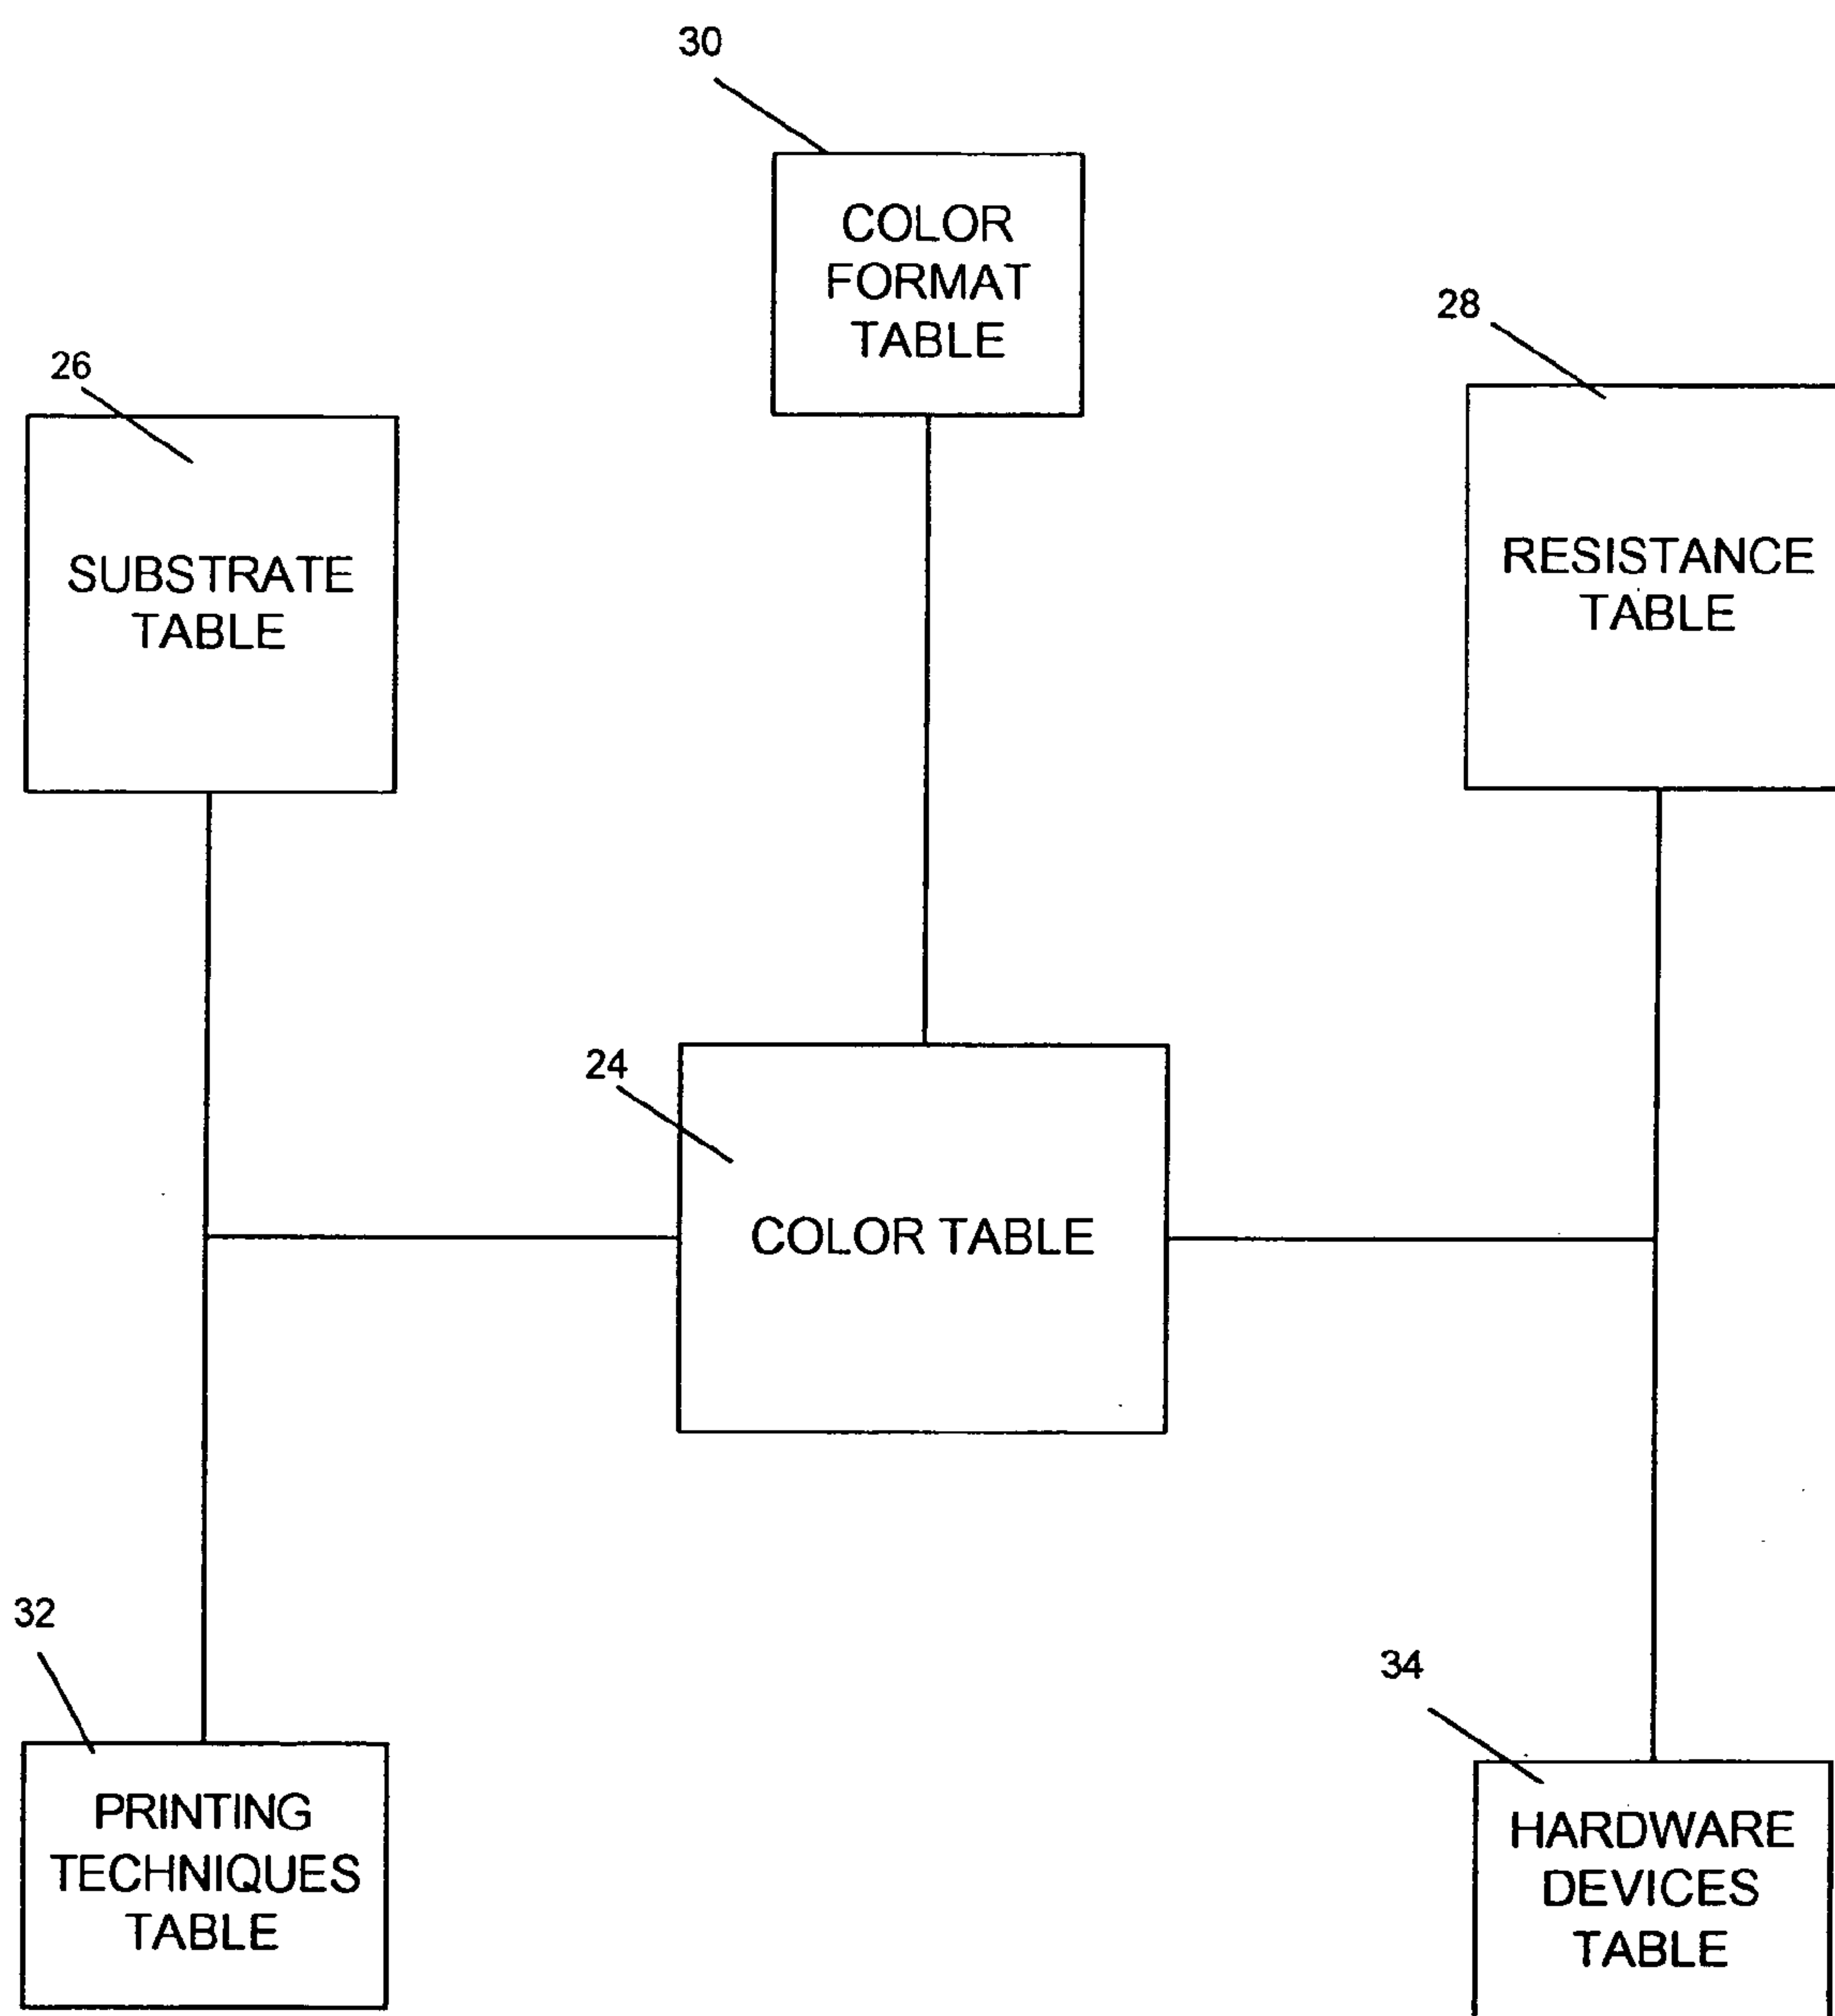 30
COLOR
FORMAT
TABLE
28
26
RESISTANCE
TABLE
SUBSTRATE
TABLE
24
COLOR TABLE
32
34
PRINTING
TECHNIQUES
TABLE
HARDWARE
DEVICES
TABLE